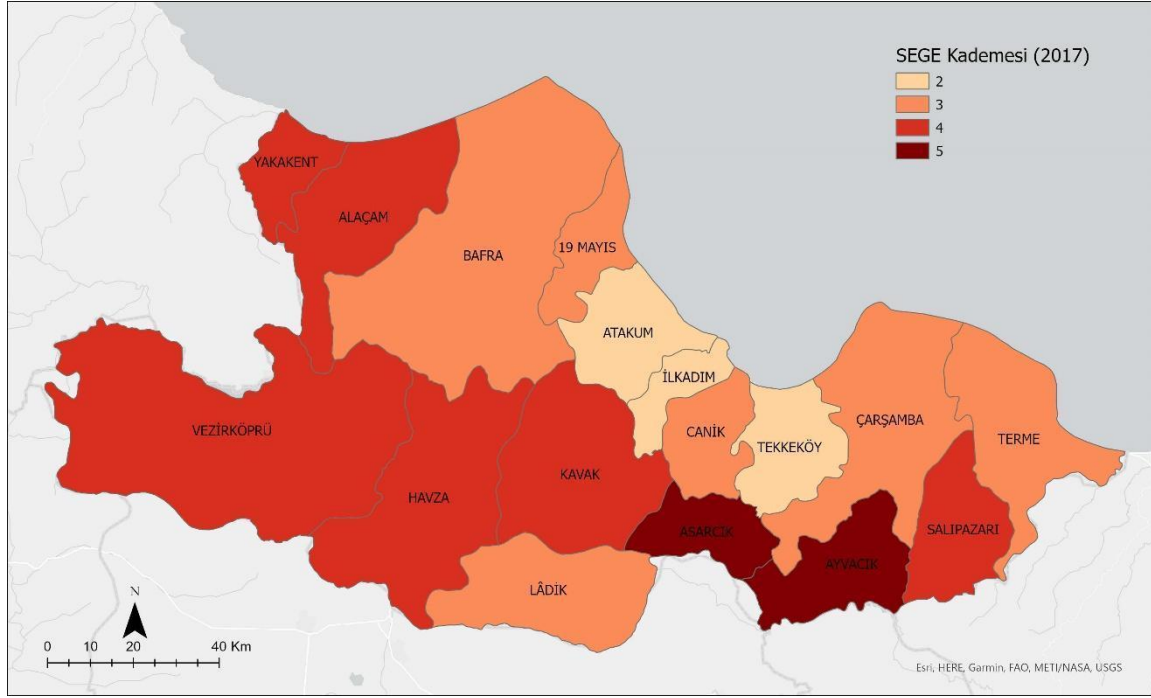 SEGE Kademesi (2017)
2
3
4
5
YAKAKENT
ALAÇAM
BAFRA
19 MAYIS
ATAKUM
İLKADIM
VEZİRKÖPRÜ
HAVZA
KAVAK
CANİK
TEKKEKÖY
ÇARŞAMBA
TERME
ASARCIK
AYVACIK
SALIPAZARI
LÂDİK
N
0 10 20 40 Km
Esri, HERE, Garmin, FAO, METI/NASA, USGS